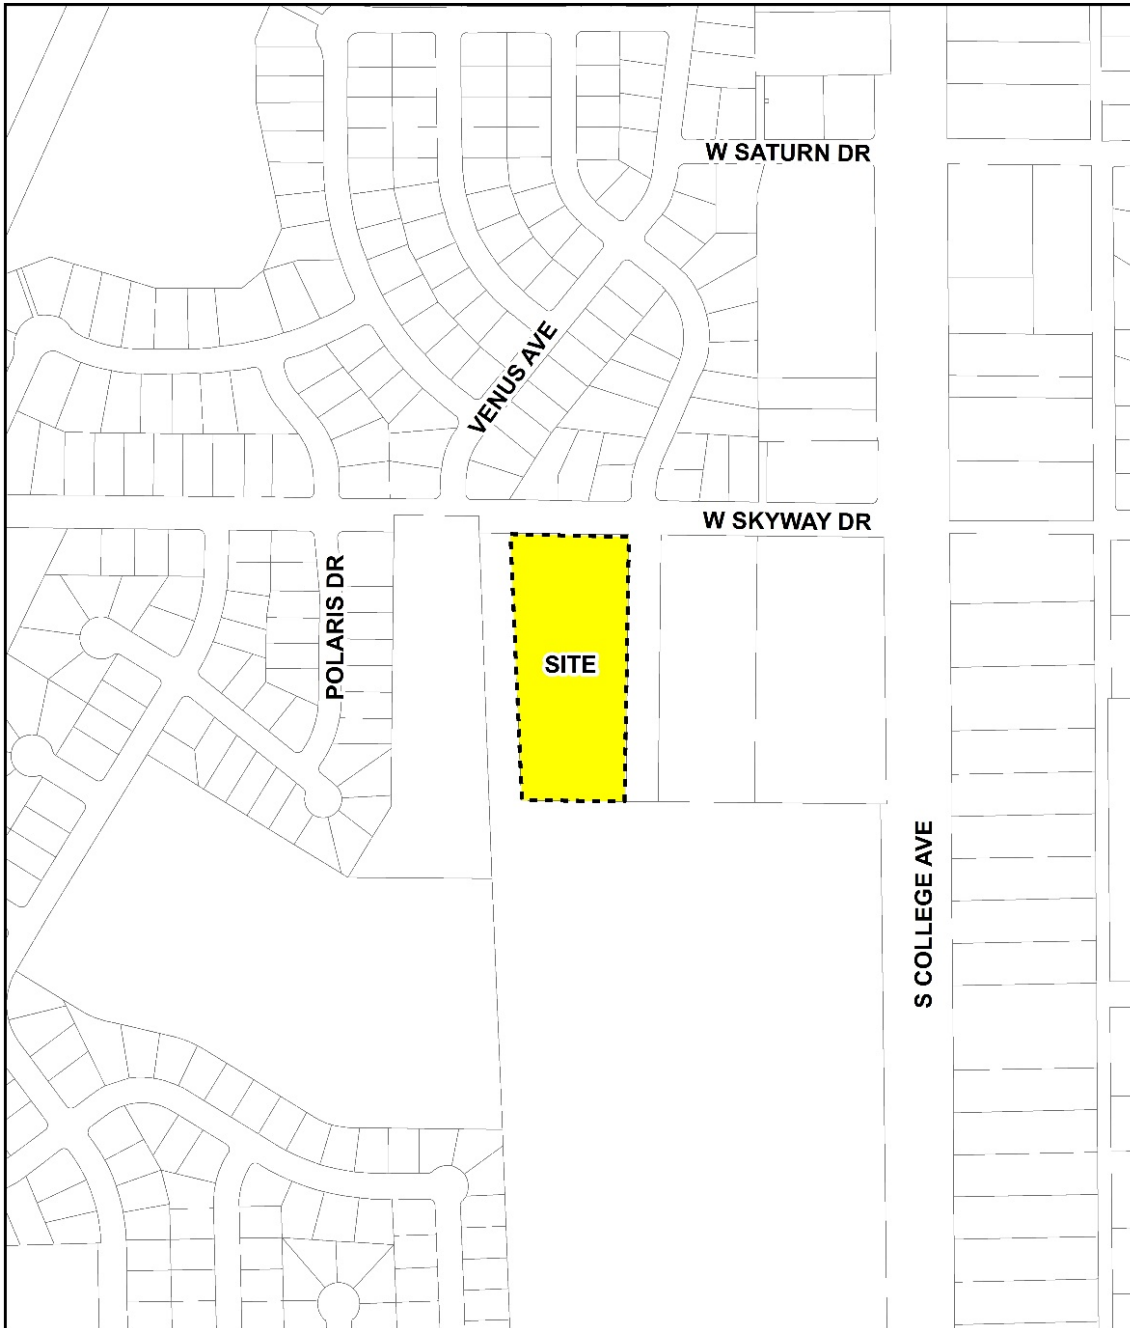 W SATURN DR
VENUS AVE
W SKYWAY DR
POLARIS DR
SITE
S COLLEGE AVE